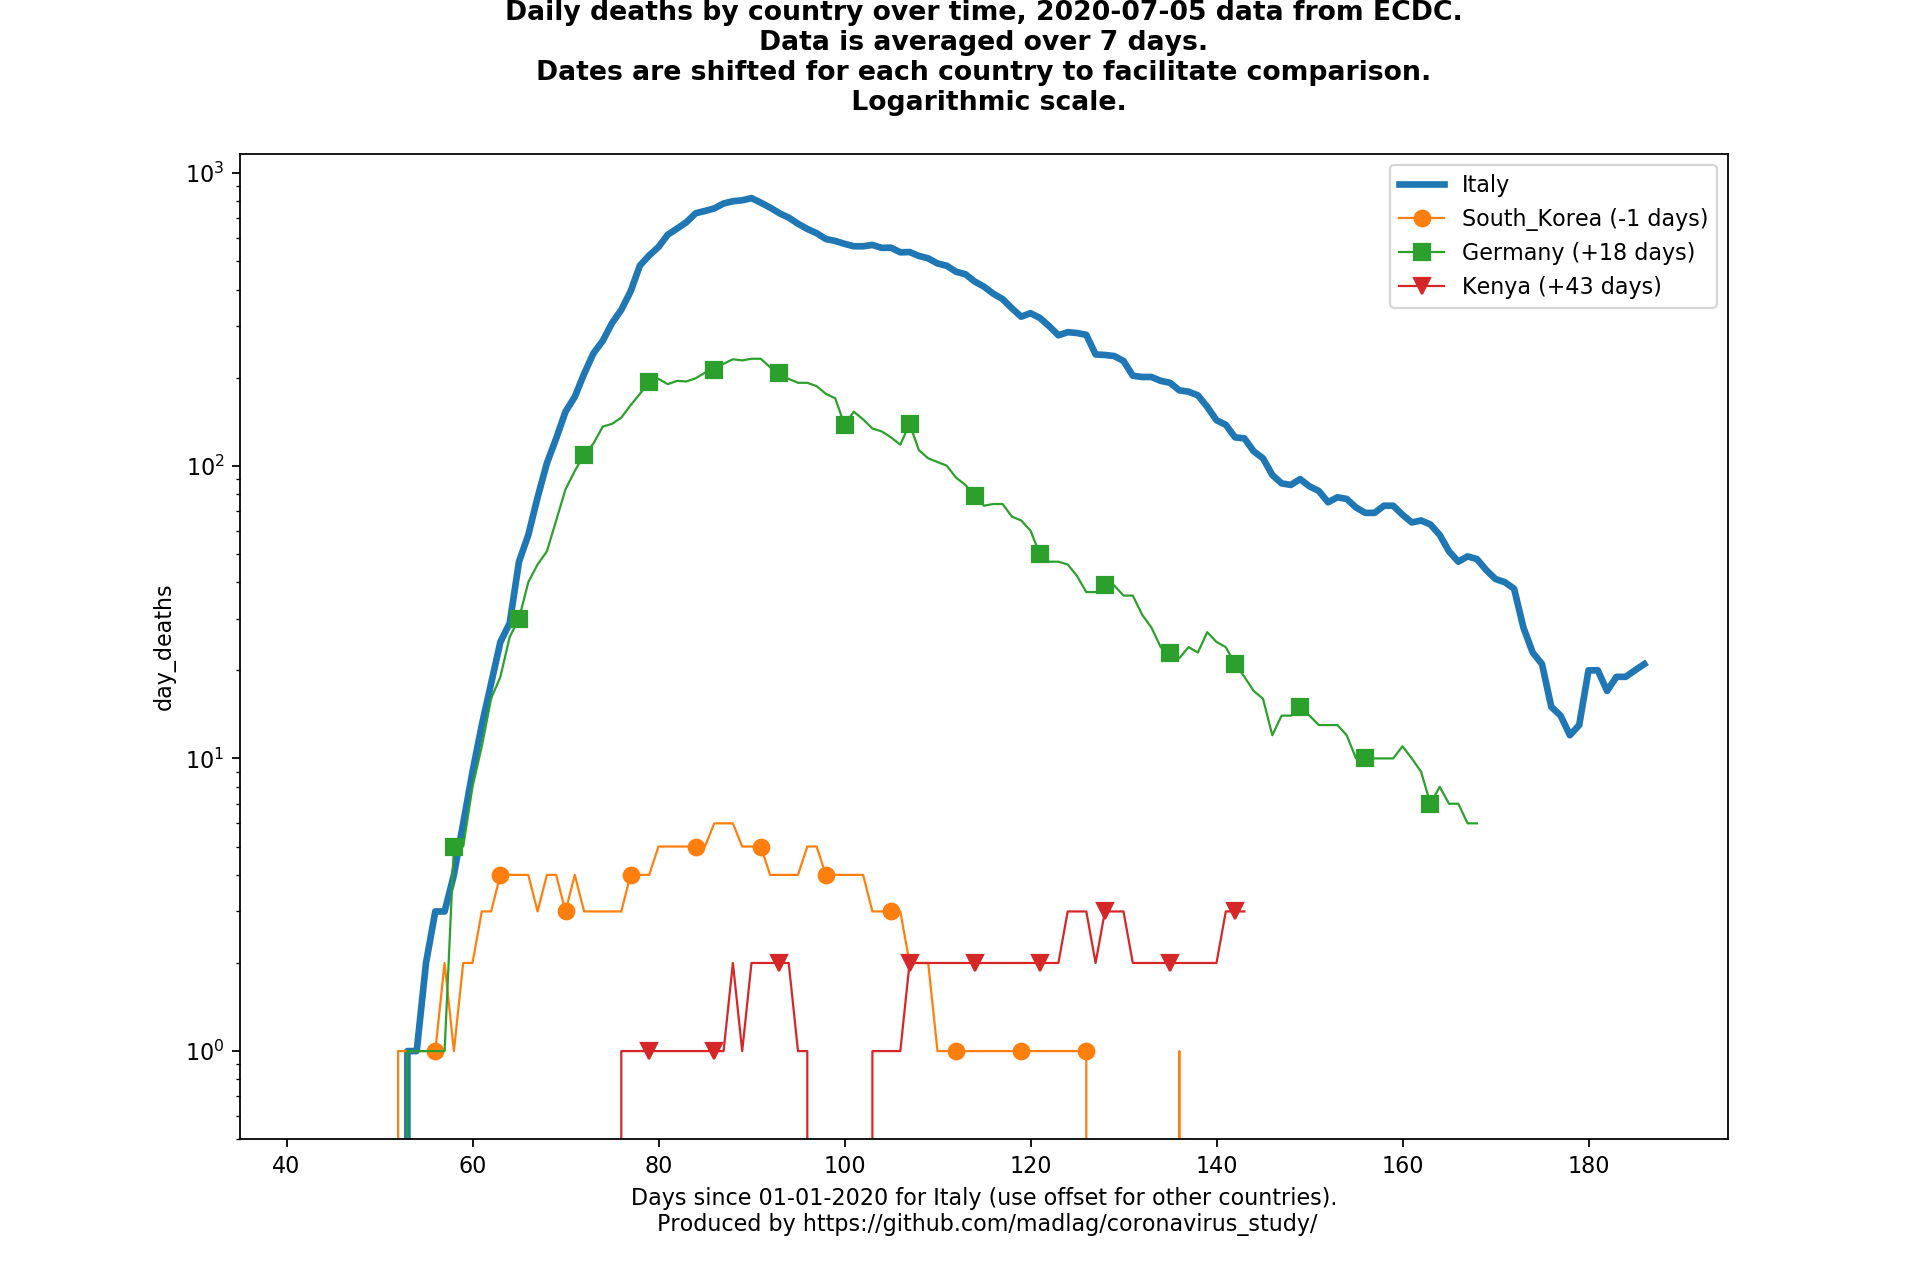 Daily deaths by country over time, 2020-07-05 data from ECDC.
Data is averaged over 7 days.
Dates are shifted for each country to facilitate comparison.
Logarithmic scale.
10³
10²
10¹
10⁰
day_deaths
Italy
South_Korea (-1 days)
Germany (+18 days)
Kenya (+43 days)
40 60 80 100 120 140 160 180
Days since 01-01-2020 for Italy (use offset for other countries).
Produced by https://github.com/madlag/coronavirus_study/